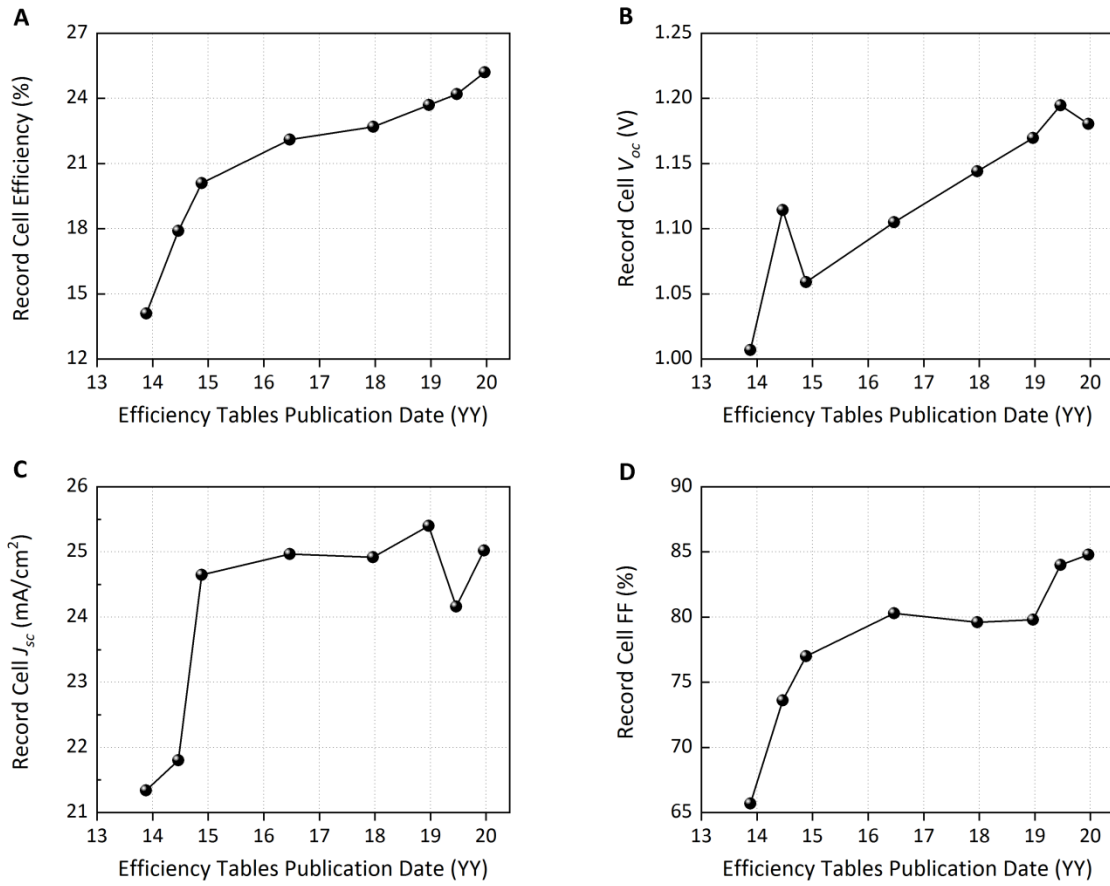 A
Record Cell Efficiency (%)
27
24
21
18
15
12
13 14 15 16 17 18 19 20
Efficiency Tables Publication Date (YY)
B
Record Cell Voc (V)
1.25
1.20
1.15
1.10
1.05
1.00
13 14 15 16 17 18 19 20
Efficiency Tables Publication Date (YY)
C
Record Cell Jsc (mA/cm²)
26
25
24
23
22
21
13 14 15 16 17 18 19 20
Efficiency Tables Publication Date (YY)
D
Record Cell FF (%)
90
85
80
75
70
65
13 14 15 16 17 18 19 20
Efficiency Tables Publication Date (YY)